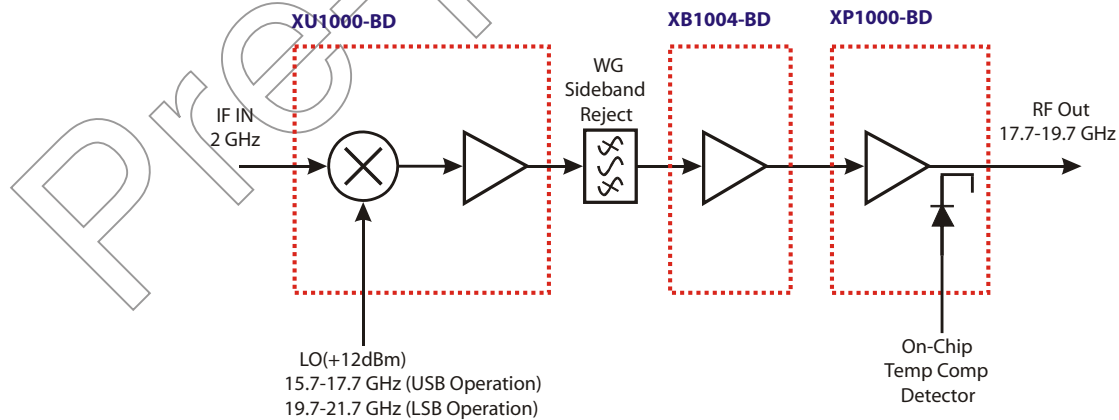 XU1000-BD
XB1004-BD
XP1000-BD
IF IN
2 GHz
WG
Sideband
Reject
RF Out
17.7-19.7 GHz
LO(+12dBm)
15.7-17.7 GHz (USB Operation)
19.7-21.7 GHz (LSB Operation)
On-Chip
Temp Comp
Detector